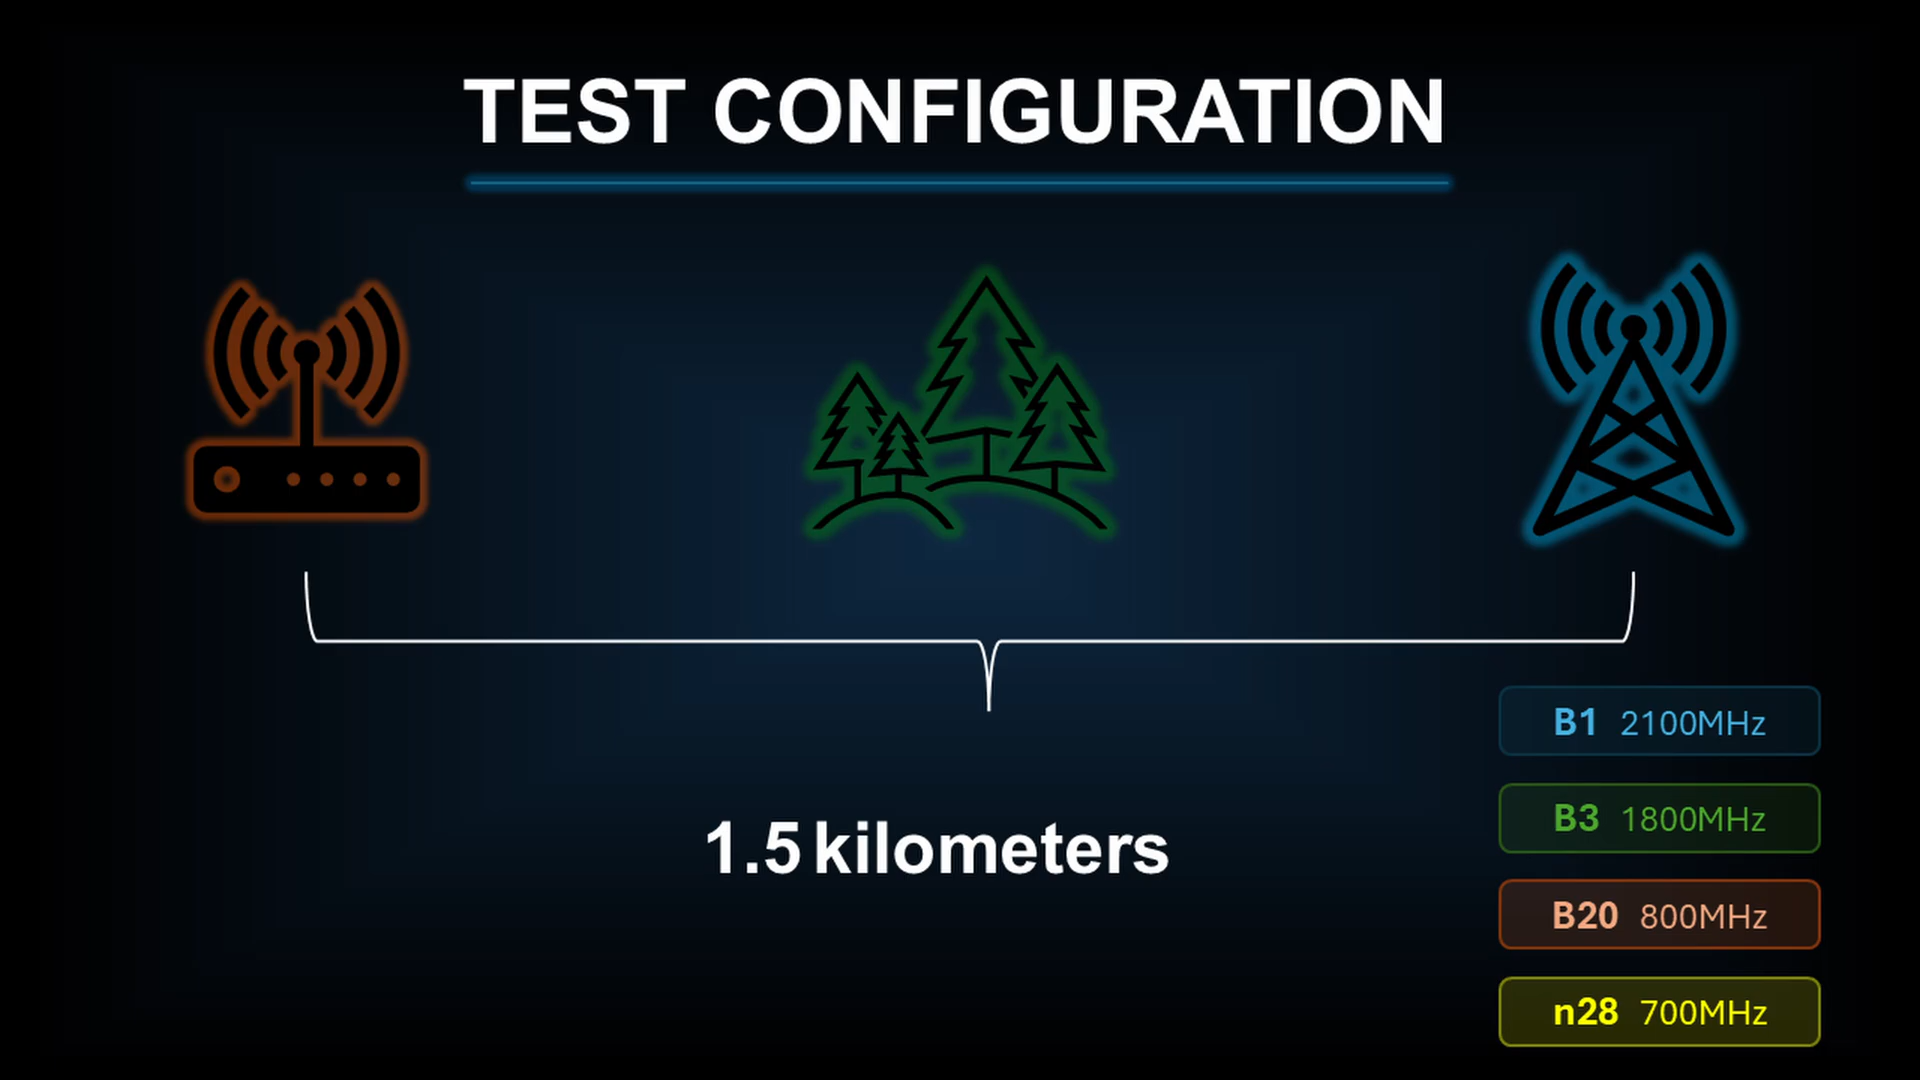 TEST CONFIGURATION
1.5 kilometers
B1 2100MHz
B3 1800MHz
B20 800MHz
n28 700MHz